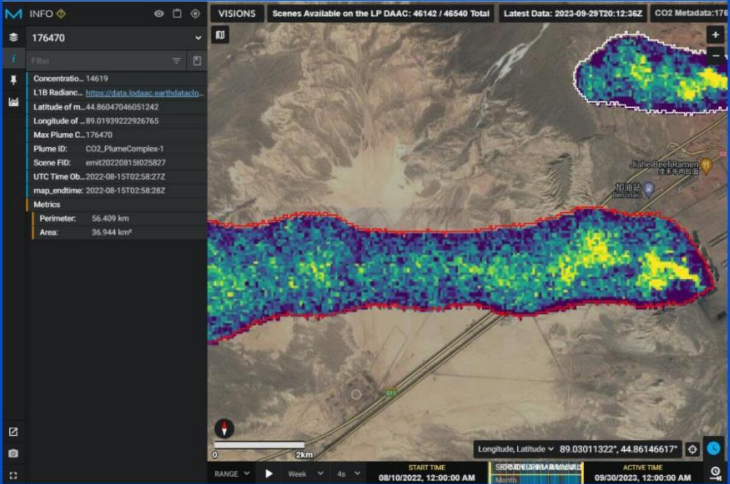 INFO
VISIONS
Scenes Available on the LP DAAC: 46142 / 46540 Total
Latest Data: 2023-09-29T20:12:36Z
CO2 Metadata:176
176470
Filter
Concentratio... 14619
L1B Radianc... https://data.lpdaac.earthdataclo...
Latitude of m... 44.86047046051242
Longitude of ... 89.01939222926765
Max Plume C... 176470
Plume ID: CO2_PlumeComplex-1
Scene FID: emit20220815t025827
UTC Time Ob... 2022-08-15T02:58:27Z
map_endtime: 2022-08-15T02:58:28Z
Metrics
Perimeter: 56.409 km
Area: 36.944 km²
Jiahe Beef Ramen
加油站
0 2km
Longitude, Latitude 89.03011322°, 44.86146617°
RANGE
Week
4s
START TIME
08/10/2022, 12:00:00 AM
Month
ACTIVE TIME
09/30/2023, 12:00:00 AM